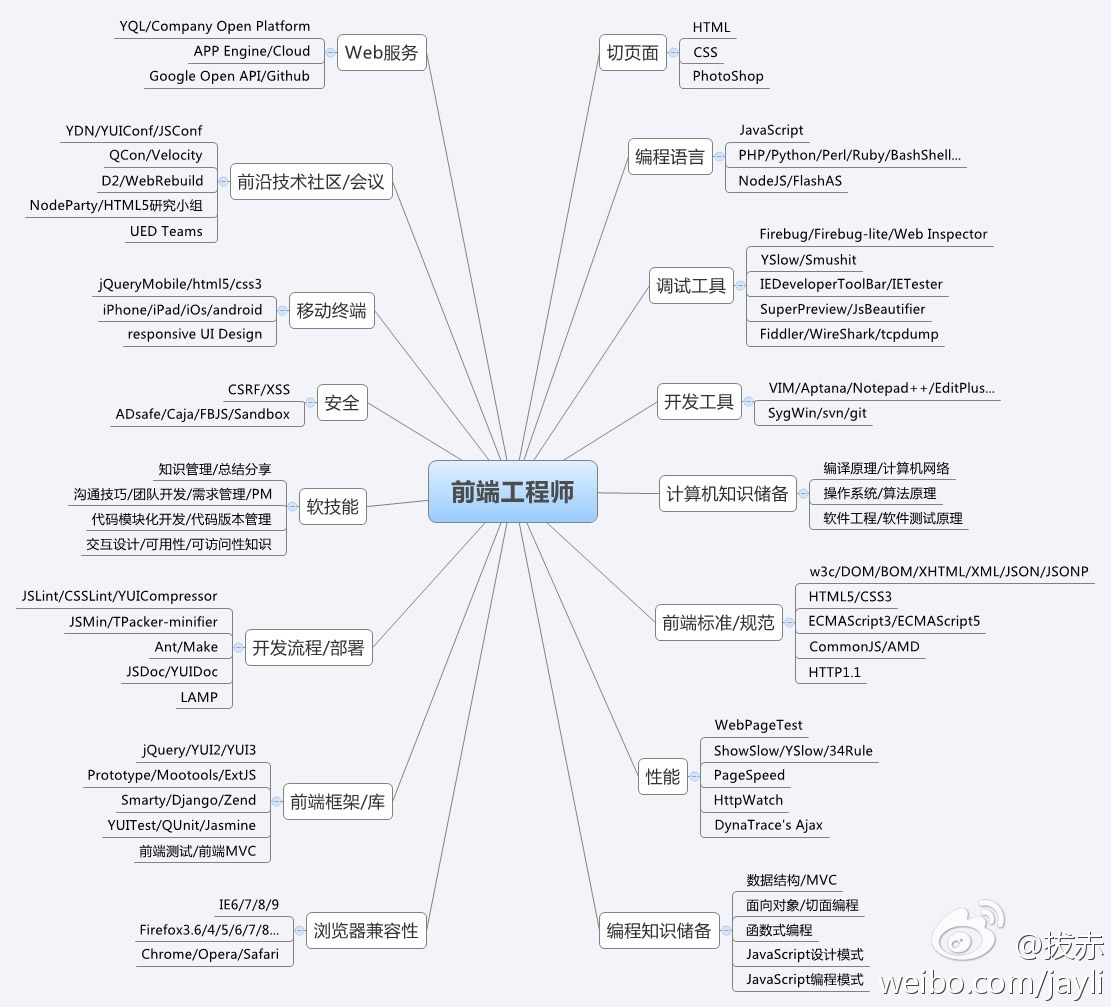 前端工程师
Web服务
YQL/Company Open Platform
APP Engine/Cloud
Google Open API/Github
前沿技术社区/会议
YDN/YUIConf/JSConf
QCon/Velocity
D2/WebRebuild
NodeParty/HTML5研究小组
UED Teams
移动终端
jQueryMobile/html5/css3
iPhone/iPad/iOs/android
responsive UI Design
安全
CSRF/XSS
ADsafe/Caja/FBJS/Sandbox
软技能
知识管理/总结分享
沟通技巧/团队开发/需求管理/PM
代码模块化开发/代码版本管理
交互设计/可用性/可访问性知识
开发流程/部署
JSLint/CSSLint/YUICompressor
JSMin/TPacker-minifier
Ant/Make
JSDoc/YUIDoc
LAMP
前端框架/库
jQuery/YUI2/YUI3
Prototype/Mootools/ExtJS
Smarty/Django/Zend
YUITest/QUnit/Jasmine
前端测试/前端MVC
浏览器兼容性
IE6/7/8/9
Firefox3.6/4/5/6/7/8...
Chrome/Opera/Safari
切页面
HTML
CSS
PhotoShop
编程语言
JavaScript
PHP/Python/Perl/Ruby/BashShell...
NodeJS/FlashAS
调试工具
Firebug/Firebug-lite/Web Inspector
YSlow/Smushit
IEDeveloperToolBar/IETester
SuperPreview/JsBeautifier
Fiddler/WireShark/tcpdump
开发工具
VIM/Aptana/Notepad++/EditPlus...
SygWin/svn/git
计算机知识储备
编译原理/计算机网络
操作系统/算法原理
软件工程/软件测试原理
前端标准/规范
w3c/DOM/BOM/XHTML/XML/JSON/JSONP
HTML5/CSS3
ECMAScript3/ECMAScript5
CommonJS/AMD
HTTP1.1
性能
WebPageTest
ShowSlow/YSlow/34Rule
PageSpeed
HttpWatch
DynaTrace's Ajax
编程知识储备
数据结构/MVC
面向对象/切面编程
函数式编程
JavaScript设计模式
JavaScript编程模式
@拔赤
weibo.com/jayli